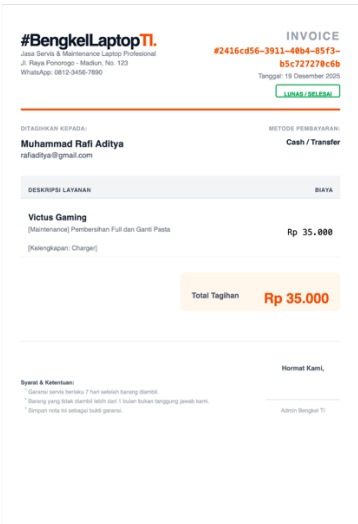 #BengkelLaptopTI.
Jasa Servis & Maintenance Laptop Profesional
Jl. Raya Ponorogo - Madiun, No. 123
WhatsApp: 0812-3456-7890
INVOICE
#2416cd56-3911-40b4-85f3-
b5c727270c6b
Tanggal: 19 Desember 2025
LUNAS / SELESAI
DITAGIHKAN KEPADA:
Muhammad Rafi Aditya
rafiaditya@gmail.com
METODE PEMBAYARAN:
Cash / Transfer
DESKRIPSI LAYANAN BIAYA
Victus Gaming
[Maintenance] Pembersihan Full dan Ganti Pasta
[Kelengkapan: Charger]
Rp 35.000
Total Tagihan Rp 35.000
Hormat Kami,
Syarat & Ketentuan:
* Garansi servis berlaku 7 hari setelah barang diambil.
* Barang yang tidak diambil lebih dari 1 bulan bukan tanggung jawab kami.
* Simpan nota ini sebagai bukti garansi.
Admin Bengkel TI